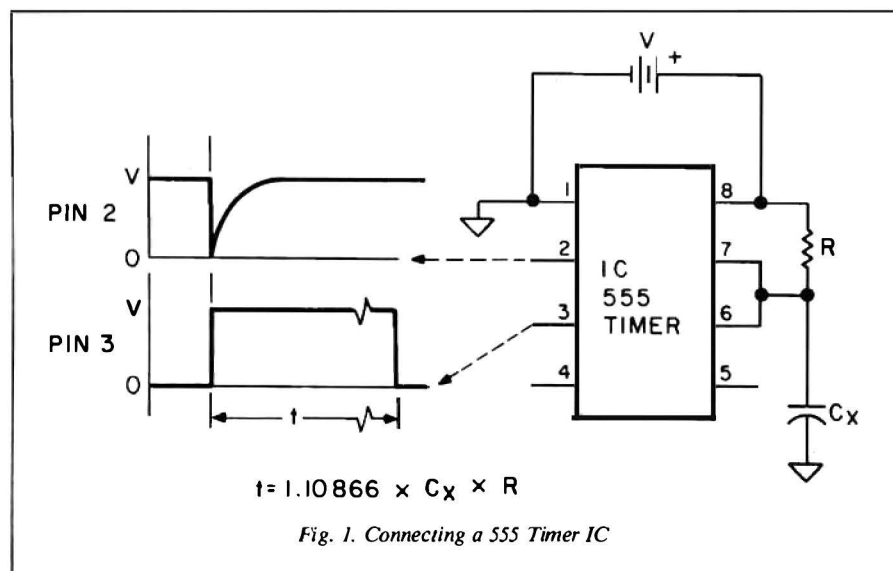 V
+
V
PIN 2
0
V
PIN 3
0
t
1
2
3
4
8
7
6
5
IC
555
TIMER
R
CX
t = 1.10866 × CX × R
Fig. 1. Connecting a 555 Timer IC